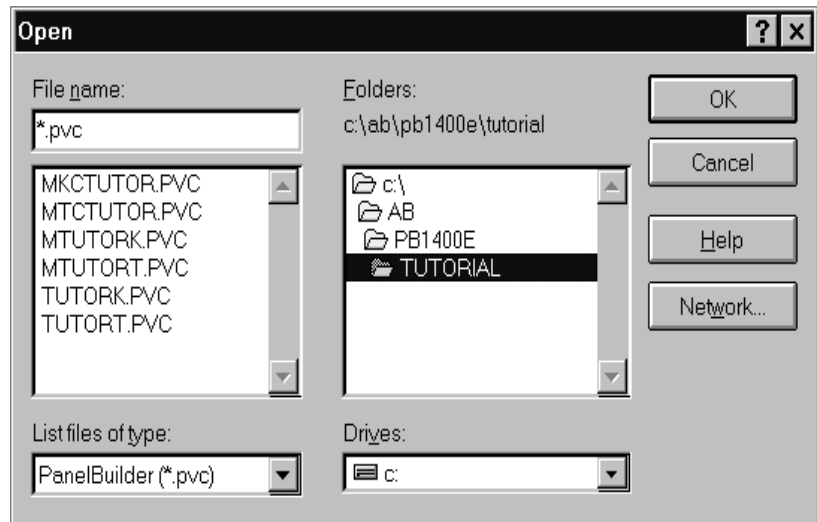 Open
? ×
File name:
*.pvc
MKCTUTOR.PVC
MTCTUTOR.PVC
MTUTORK.PVC
MTUTORT.PVC
TUTORK.PVC
TUTORT.PVC
List files of type:
PanelBuilder (*.pvc)
Folders:
c:\ab\pb1400e\tutorial
c:\
AB
PB1400E
TUTORIAL
Drives:
c:
OK
Cancel
Help
Network...